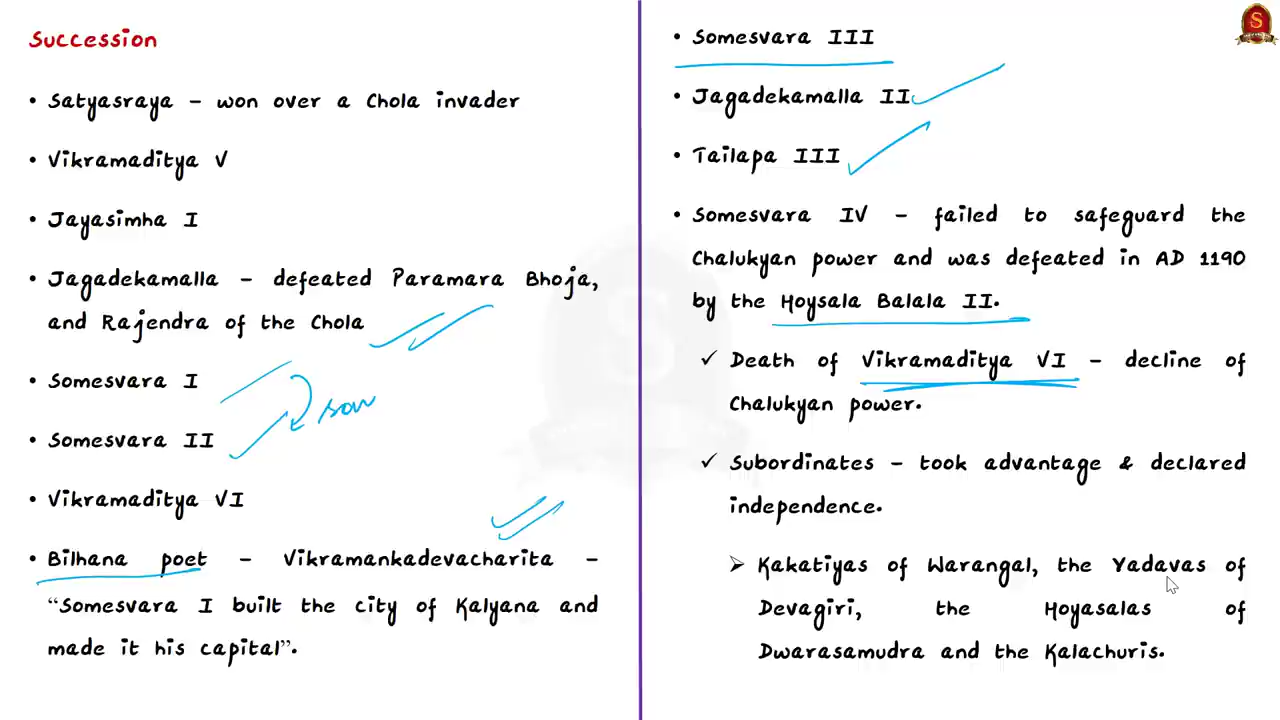 Succession
• Satyasraya – won over a Chola invader
• Vikramaditya V
• Jayasimha I
• Jagadekamalla – defeated Paramara Bhoja,
and Rajendra of the Chola
• Somesvara I
son
• Somesvara II
• Vikramaditya VI
• Bilhana poet – Vikramankadevacharita –
“Somesvara I built the city of Kalyana and
made it his capital”.
• Somesvara III
• Jagadekamalla II
• Tailapa III
• Somesvara IV – failed to safeguard the
Chalukyan power and was defeated in AD 1190
by the Hoysala Balala II.
✓ Death of Vikramaditya VI – decline of
Chalukyan power.
✓ Subordinates – took advantage & declared
independence.
➢ Kakatiyas of Warangal, the Yadavas of
Devagiri, the Hoyasalas of
Dwarasamudra and the Kalachuris.
S